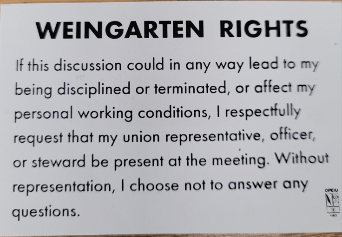 WEINGARTEN RIGHTS
If this discussion could in any way lead to my
being disciplined or terminated, or affect my
personal working conditions, I respectfully
request that my union representative, officer,
or steward be present at the meeting. Without
representation, I choose not to answer any
questions.
OPEIU